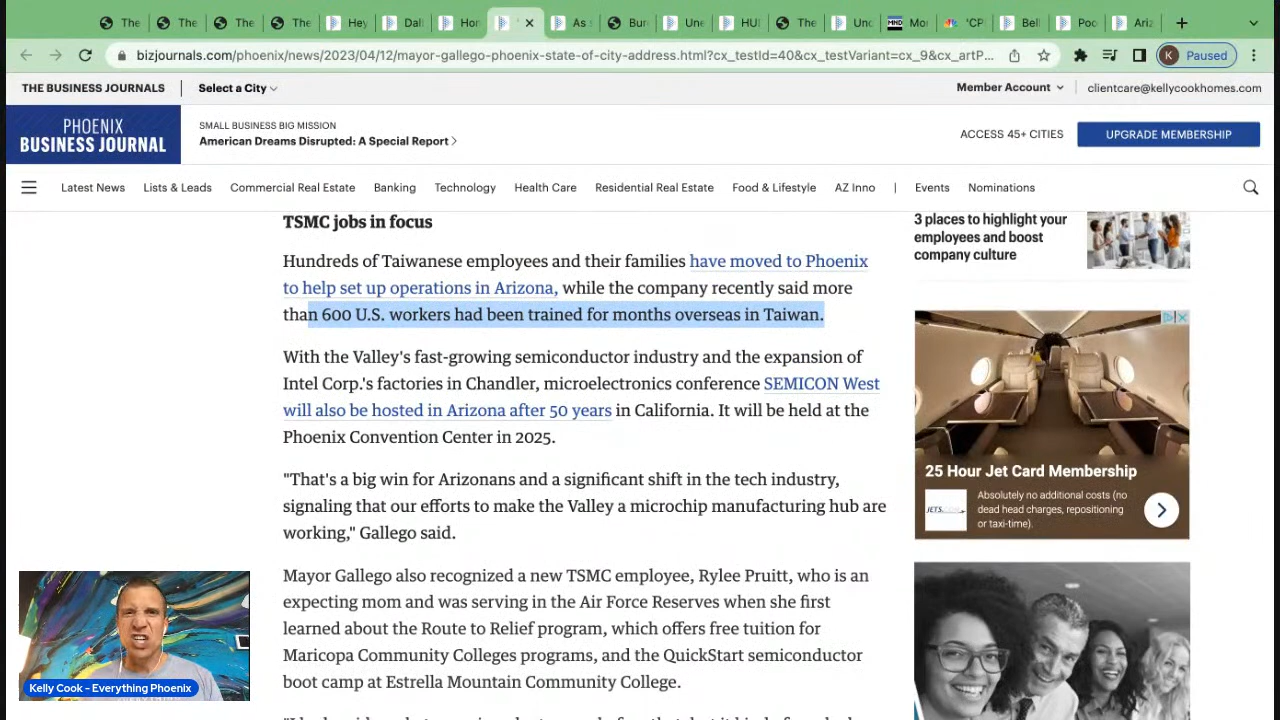 The
The
The
The
Hey
Dal
Hor
As
Bur
Une
HU
The
Und
MND
Mor
'CP
Bell
Poo
Ariz
bizjournals.com/phoenix/news/2023/04/12/mayor-gallego-phoenix-state-of-city-address.html?cx_testId=40&cx_testVariant=cx_9&cx_artP...
K Paused
THE BUSINESS JOURNALS
Select a City
Member Account
clientcare@kellycookhomes.com
PHOENIX
BUSINESS JOURNAL
SMALL BUSINESS BIG MISSION
American Dreams Disrupted: A Special Report
ACCESS 45+ CITIES
UPGRADE MEMBERSHIP
Latest News Lists & Leads Commercial Real Estate Banking Technology Health Care Residential Real Estate Food & Lifestyle AZ Inno | Events Nominations
TSMC jobs in focus
Hundreds of Taiwanese employees and their families have moved to Phoenix
to help set up operations in Arizona, while the company recently said more
than 600 U.S. workers had been trained for months overseas in Taiwan.
With the Valley's fast-growing semiconductor industry and the expansion of
Intel Corp.'s factories in Chandler, microelectronics conference SEMICON West
will also be hosted in Arizona after 50 years in California. It will be held at the
Phoenix Convention Center in 2025.
"That's a big win for Arizonans and a significant shift in the tech industry,
signaling that our efforts to make the Valley a microchip manufacturing hub are
working," Gallego said.
Mayor Gallego also recognized a new TSMC employee, Rylee Pruitt, who is an
expecting mom and was serving in the Air Force Reserves when she first
learned about the Route to Relief program, which offers free tuition for
Maricopa Community Colleges programs, and the QuickStart semiconductor
boot camp at Estrella Mountain Community College.
3 places to highlight your
employees and boost
company culture
25 Hour Jet Card Membership
JETS.COM
Absolutely no additional costs (no
dead head charges, repositioning
or taxi-time).
Kelly Cook - Everything Phoenix